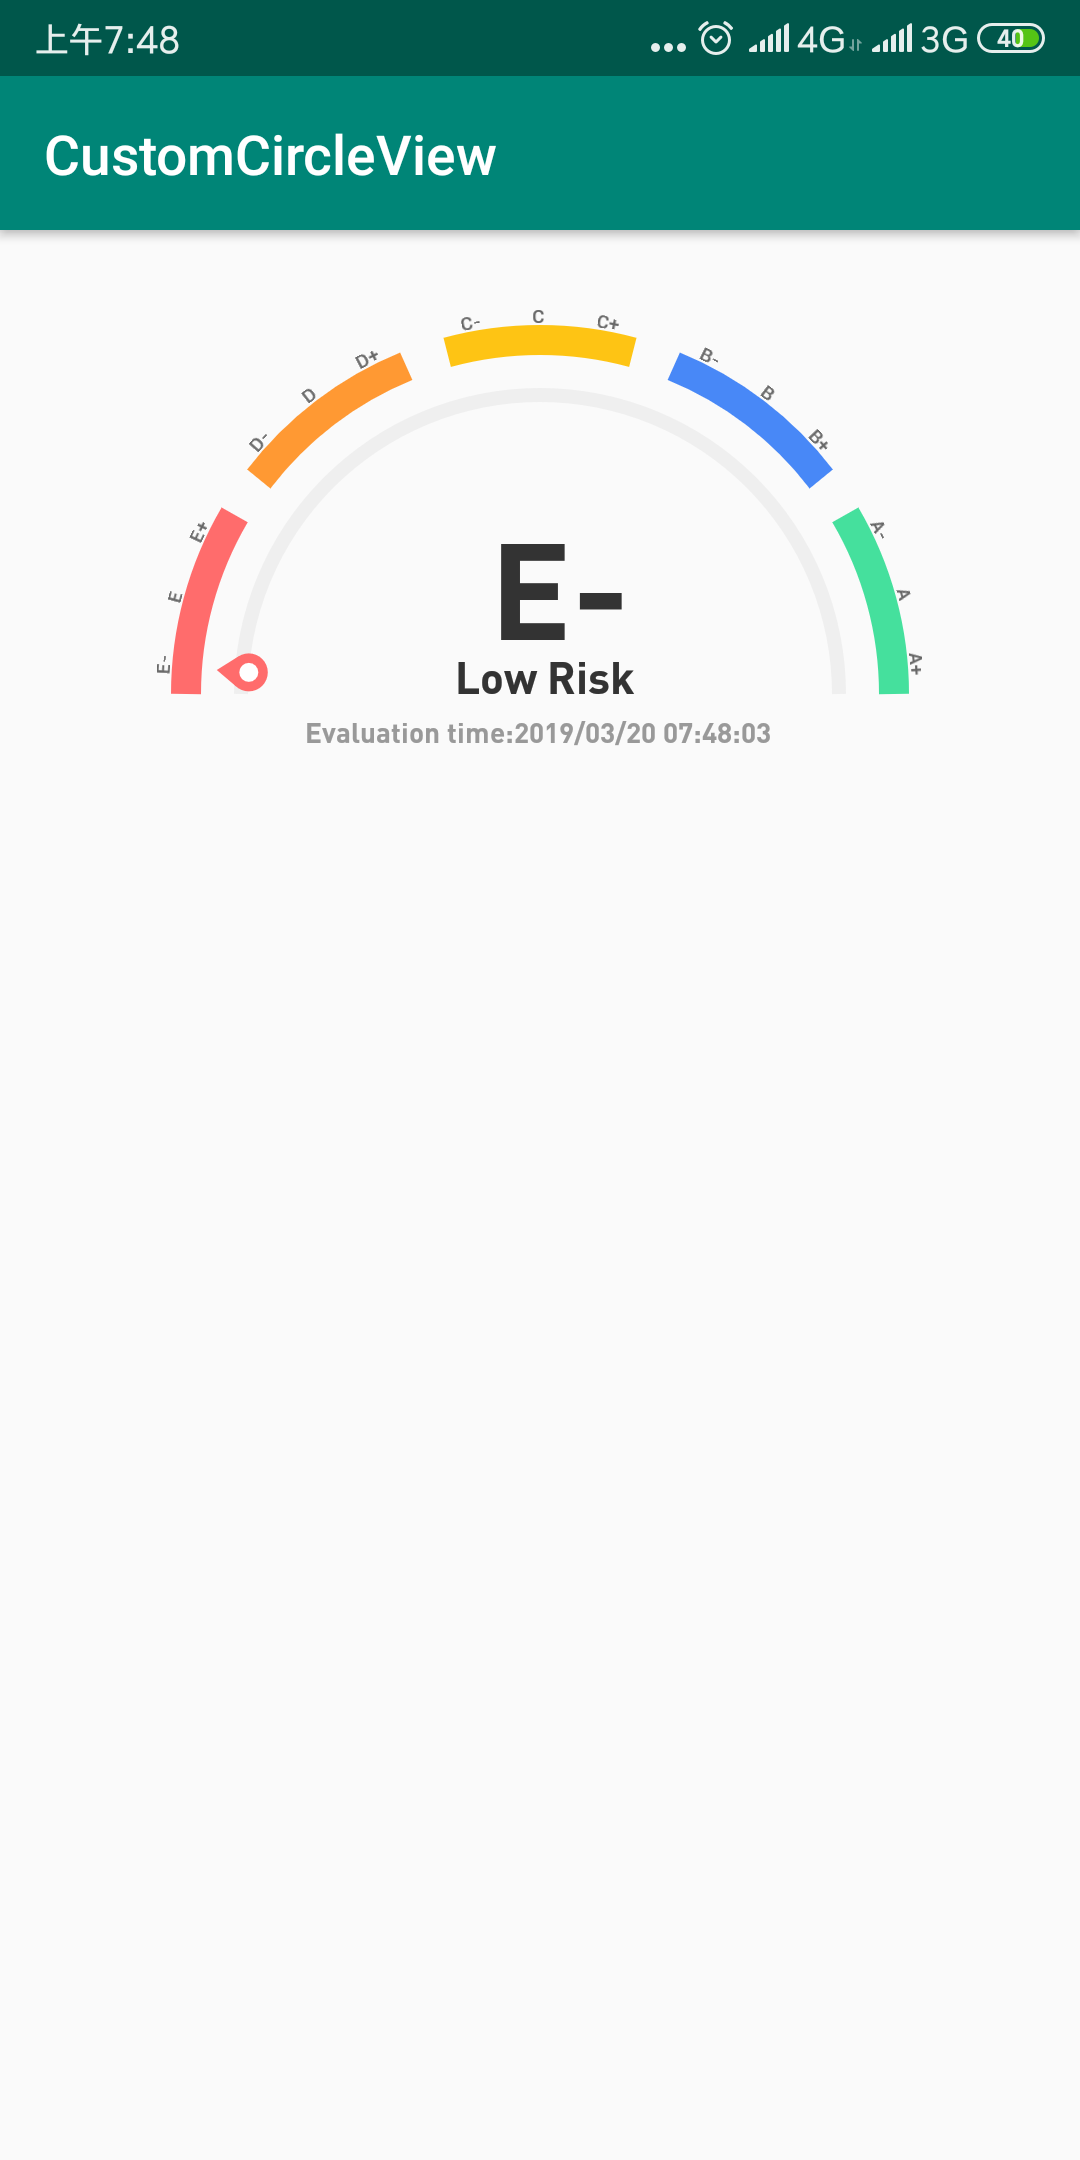 上午7:48
4G 3G 40
CustomCircleView
E-
E
E+
D-
D
D+
C-
C
C+
B-
B
B+
A-
A
A+
E-
Low Risk
Evaluation time:2019/03/20 07:48:03